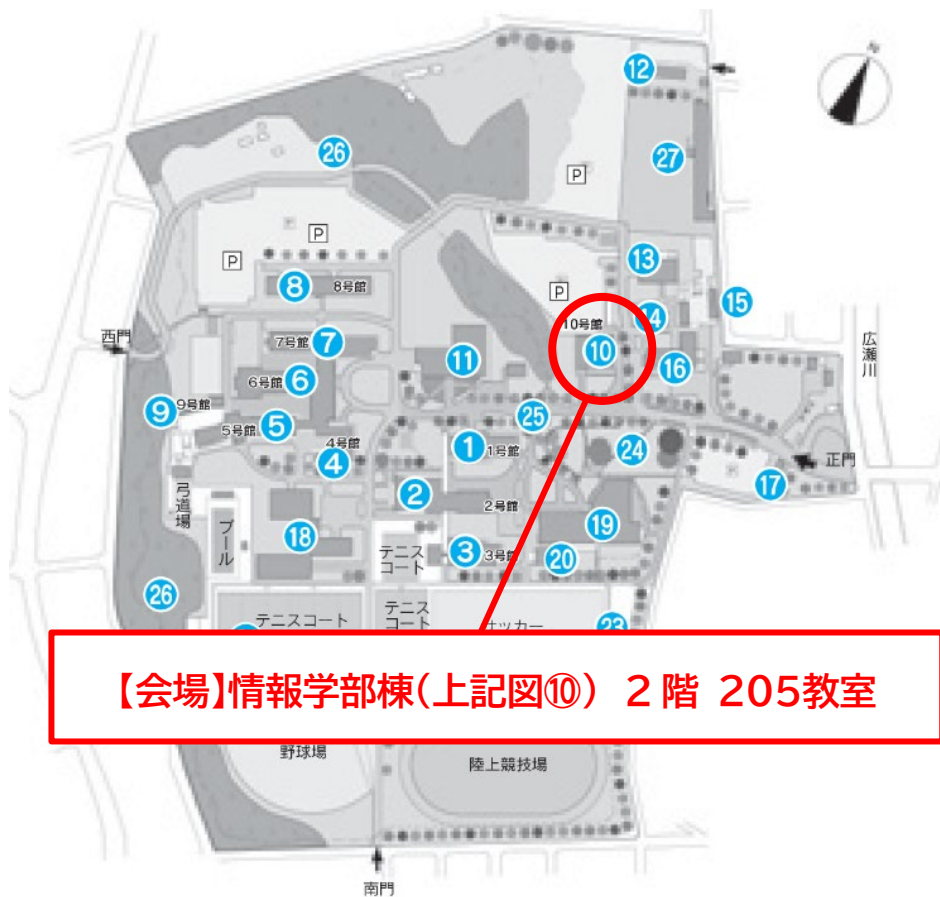 N
⑫
㉗
㉖
P
P
P
P
⑬
⑧ 8号館
10号館
⑭
⑮
西門
7号館 ⑦
⑪
⑩
⑯
広瀬川
6号館 ⑥
⑨ 9号館
5号館 ⑤
4号館
④
㉕
① 1号館
㉔
正門
⑰
弓道場
プール
② 2号館
⑱
⑲
テニスコート
③ 3号館
⑳
㉖
テニスコート
テニスコート
サッカー
㉓
【会場】情報学部棟(上記図⑩) 2階 205教室
野球場
陸上競技場
南門